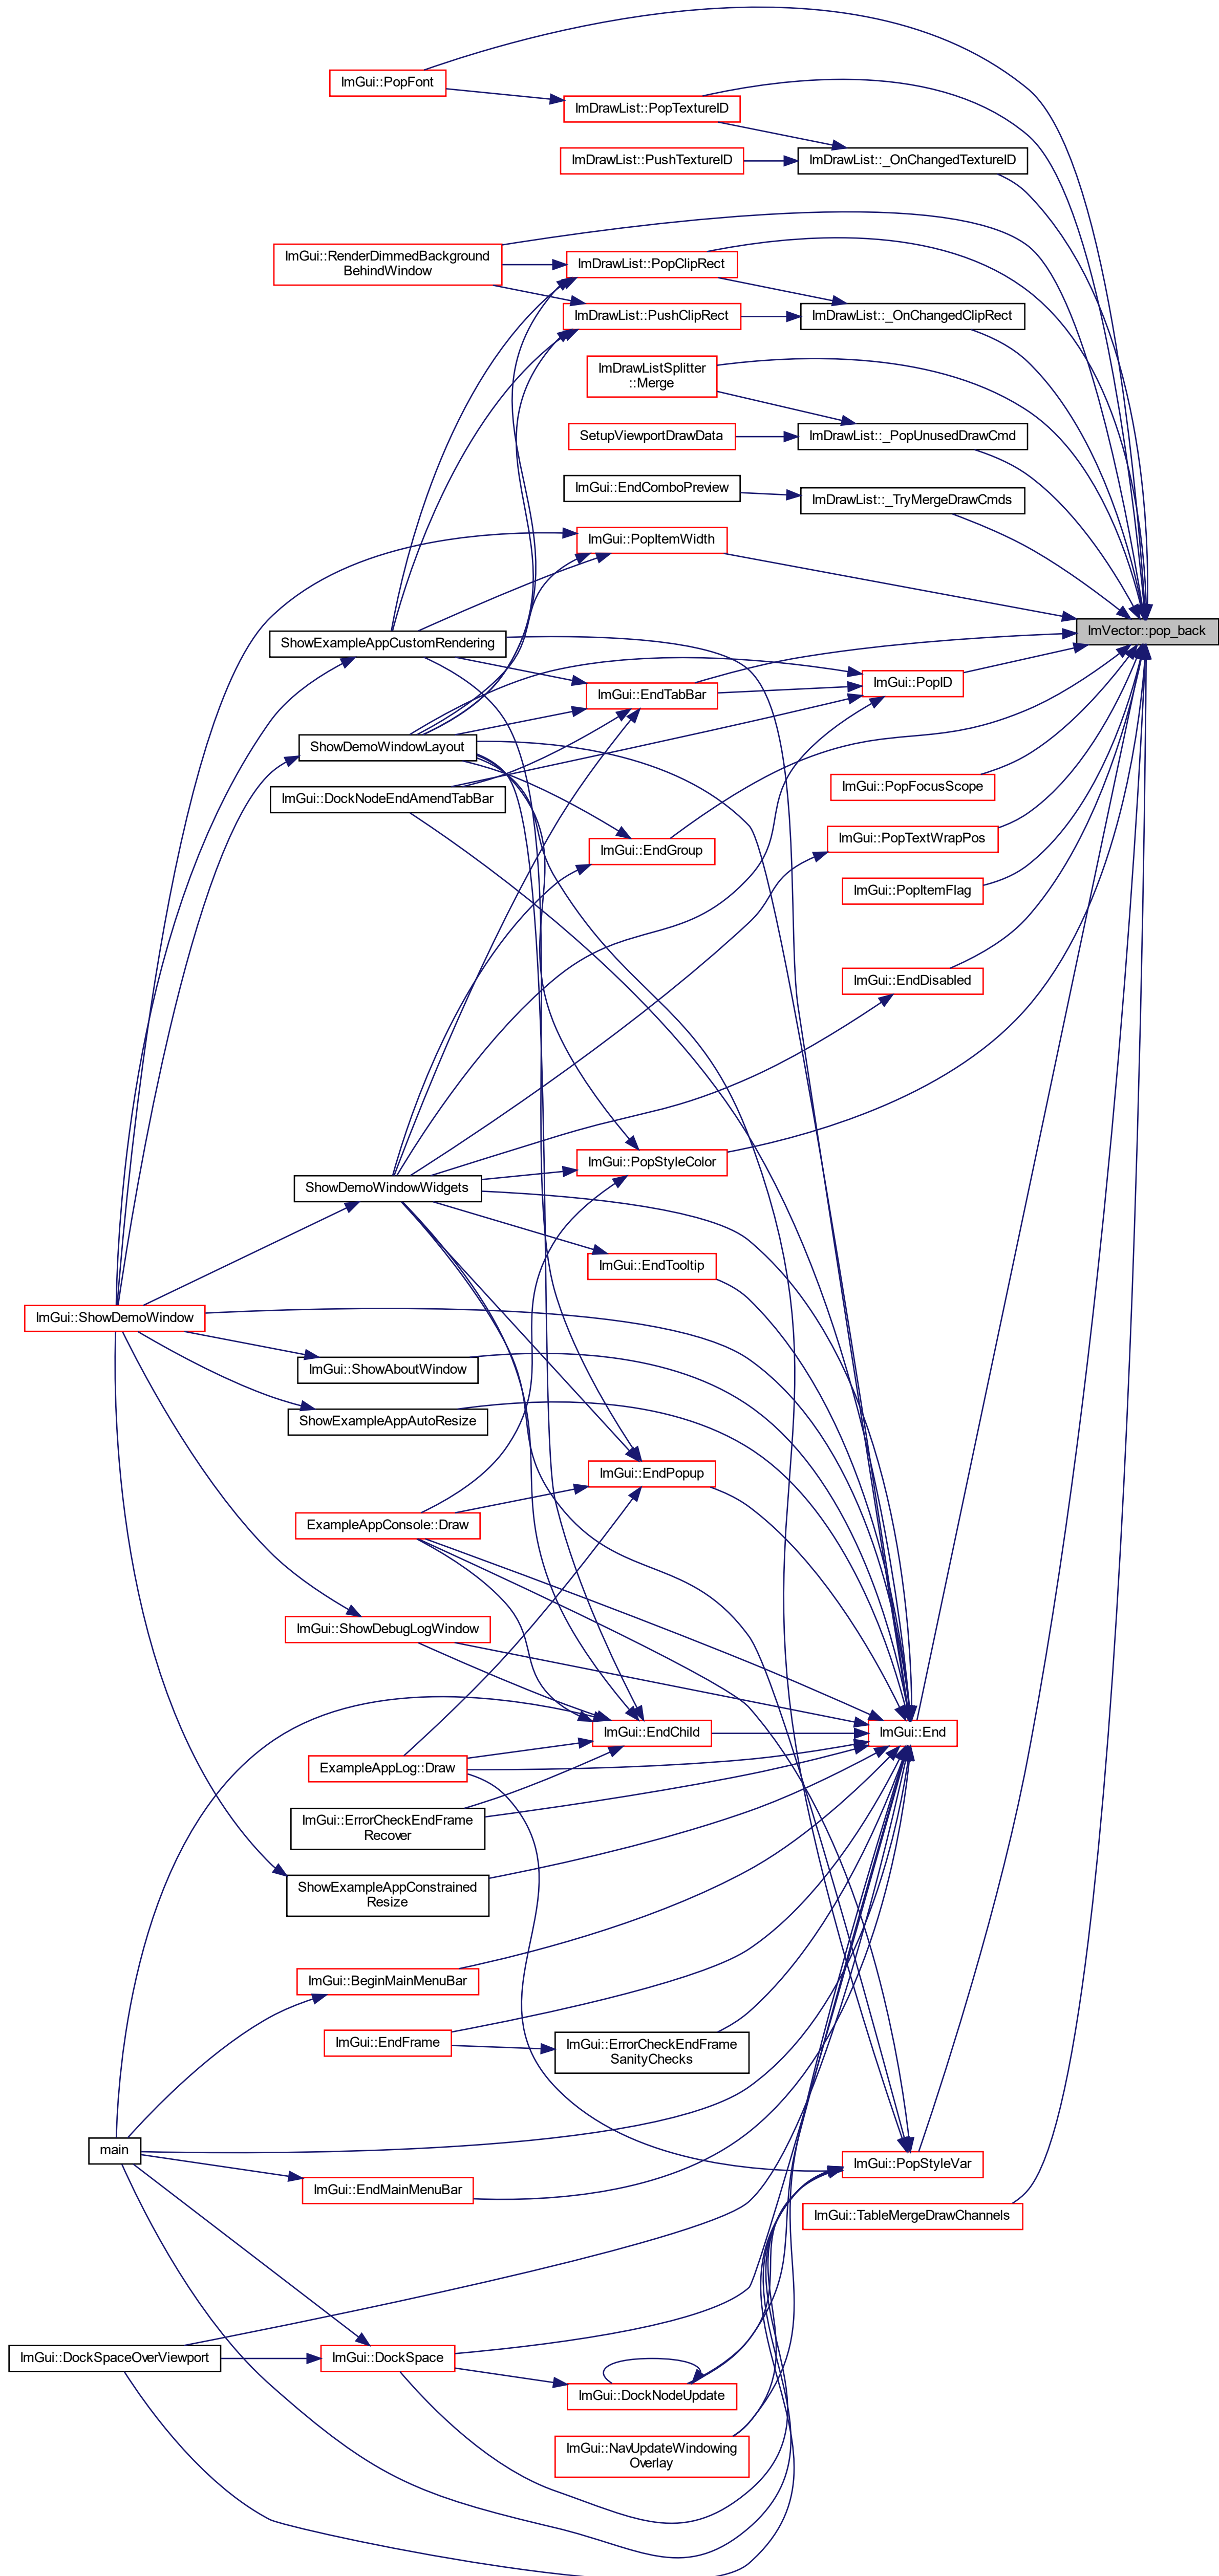 ImGui::PopFont
ImDrawList::PopTextureID
ImDrawList::PushTextureID
ImDrawList::_OnChangedTextureID
ImGui::RenderDimmedBackground
BehindWindow
ImDrawList::PopClipRect
ImDrawList::PushClipRect
ImDrawList::_OnChangedClipRect
ImDrawListSplitter
::Merge
SetupViewportDrawData
ImDrawList::_PopUnusedDrawCmd
ImGui::EndComboPreview
ImDrawList::_TryMergeDrawCmds
ImGui::PopItemWidth
ImVector::pop_back
ShowExampleAppCustomRendering
ImGui::EndTabBar
ImGui::PopID
ShowDemoWindowLayout
ImGui::DockNodeEndAmendTabBar
ImGui::PopFocusScope
ImGui::EndGroup
ImGui::PopTextWrapPos
ImGui::PopItemFlag
ImGui::EndDisabled
ImGui::PopStyleColor
ShowDemoWindowWidgets
ImGui::EndTooltip
ImGui::ShowDemoWindow
ImGui::ShowAboutWindow
ShowExampleAppAutoResize
ImGui::EndPopup
ExampleAppConsole::Draw
ImGui::ShowDebugLogWindow
ImGui::EndChild
ImGui::End
ExampleAppLog::Draw
ImGui::ErrorCheckEndFrame
Recover
ShowExampleAppConstrained
Resize
ImGui::BeginMainMenuBar
ImGui::EndFrame
ImGui::ErrorCheckEndFrame
SanityChecks
main
ImGui::EndMainMenuBar
ImGui::PopStyleVar
ImGui::TableMergeDrawChannels
ImGui::DockSpaceOverViewport
ImGui::DockSpace
ImGui::DockNodeUpdate
ImGui::NavUpdateWindowing
Overlay